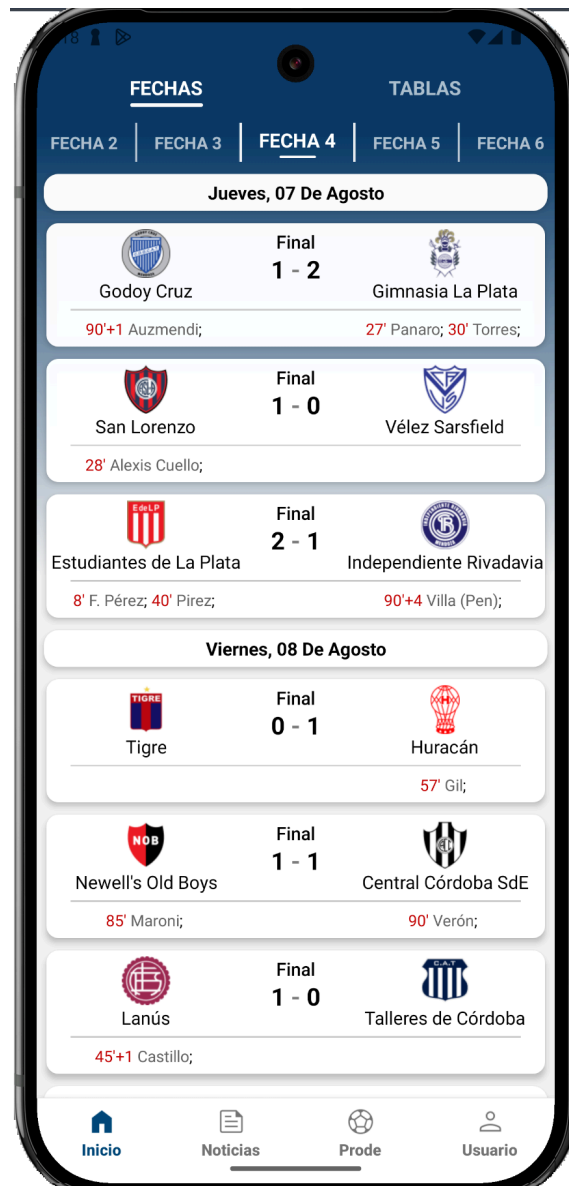 FECHAS TABLAS
FECHA 2 FECHA 3 FECHA 4 FECHA 5 FECHA 6
Jueves, 07 De Agosto
Final
1 - 2
Godoy Cruz Gimnasia La Plata
90'+1 Auzmendi; 27' Panaro; 30' Torres;
Final
1 - 0
San Lorenzo Vélez Sarsfield
28' Alexis Cuello;
EdeLP Final
2 - 1
Estudiantes de La Plata Independiente Rivadavia
8' F. Pérez; 40' Pirez; 90'+4 Villa (Pen);
Viernes, 08 De Agosto
TIGRE Final
0 - 1
Tigre Huracán
57' Gil;
NOB Final
1 - 1
Newell's Old Boys Central Córdoba SdE
85' Maroni; 90' Verón;
Final C.A.T
1 - 0
Lanús Talleres de Córdoba
45'+1 Castillo;
Inicio Noticias Prode Usuario